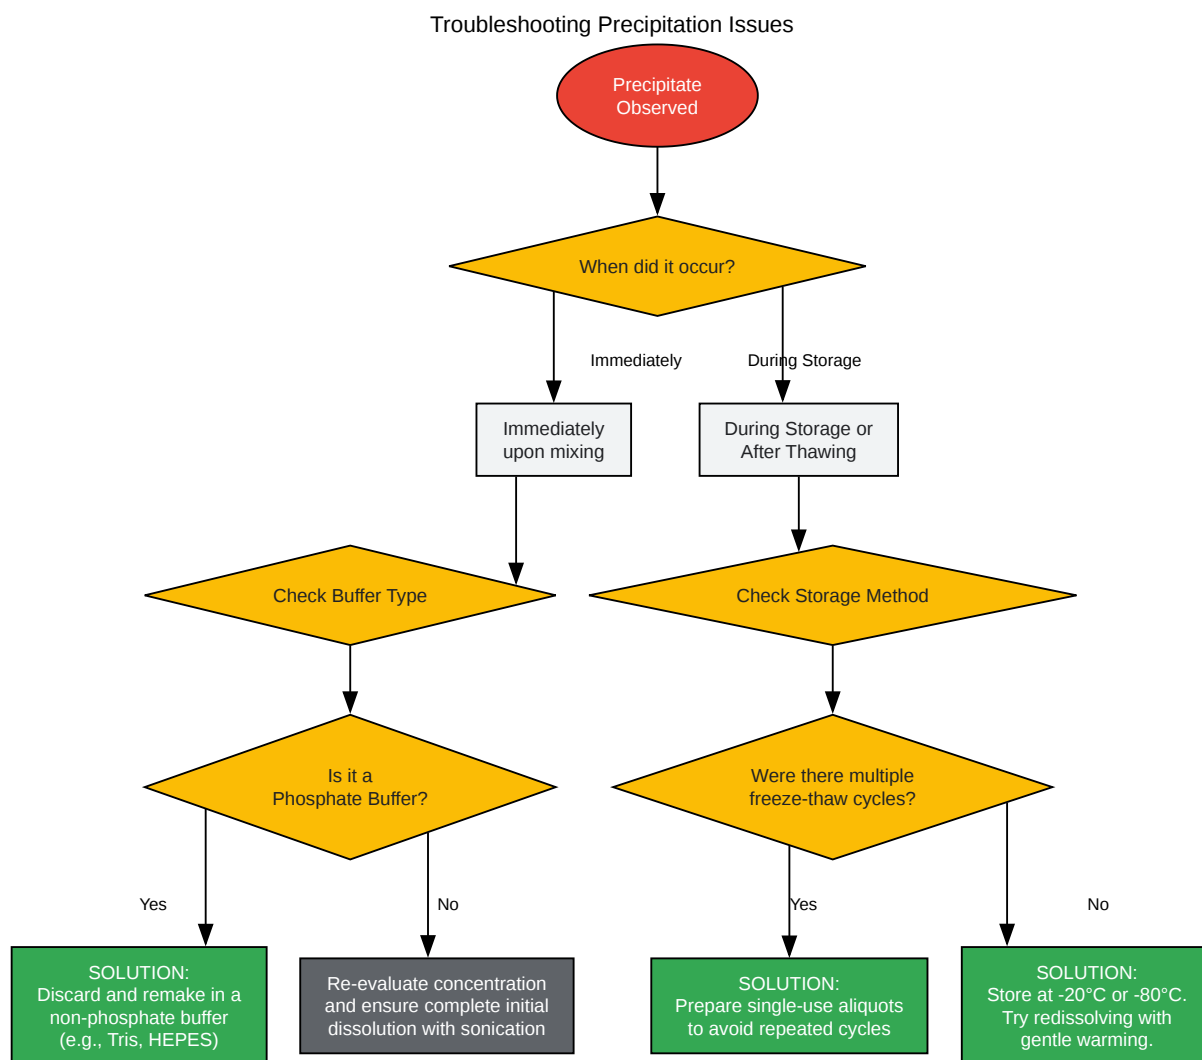 Troubleshooting Precipitation Issues
Precipitate
Observed
When did it occur?
Immediately
During Storage
Immediately
upon mixing
During Storage or
After Thawing
Check Buffer Type
Check Storage Method
Is it a
Phosphate Buffer?
Were there multiple
freeze-thaw cycles?
Yes
No
Yes
No
SOLUTION:
Discard and remake in a
non-phosphate buffer
(e.g., Tris, HEPES)
Re-evaluate concentration
and ensure complete initial
dissolution with sonication
SOLUTION:
Prepare single-use aliquots
to avoid repeated cycles
SOLUTION:
Store at -20°C or -80°C.
Try redissolving with
gentle warming.